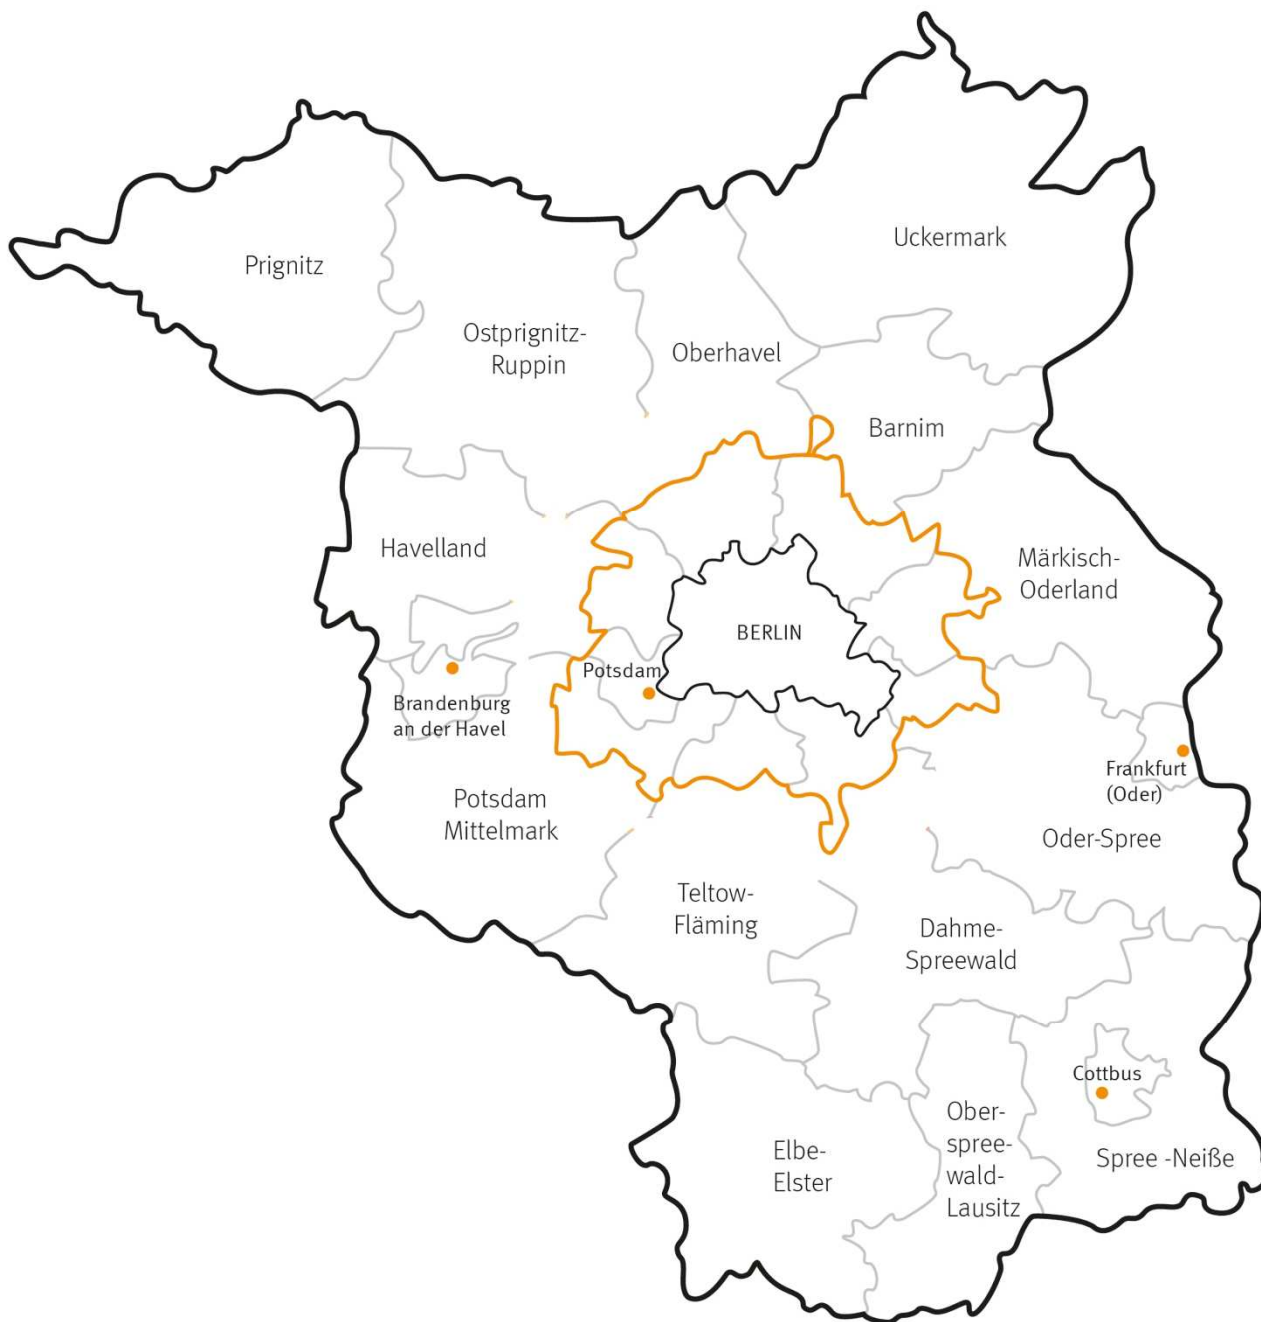 Uckermark
Prignitz
Ostprignitz-
Ruppin
Oberhavel
Barnim
Havelland
Märkisch-
Oderland
BERLIN
Potsdam
Brandenburg
an der Havel
Frankfurt
(Oder)
Potsdam
Mittelmark
Oder-Spree
Teltow-
Fläming
Dahme-
Spreewald
Cottbus
Ober-
spree-
wald-
Lausitz
Elbe-
Elster
Spree -Neiße